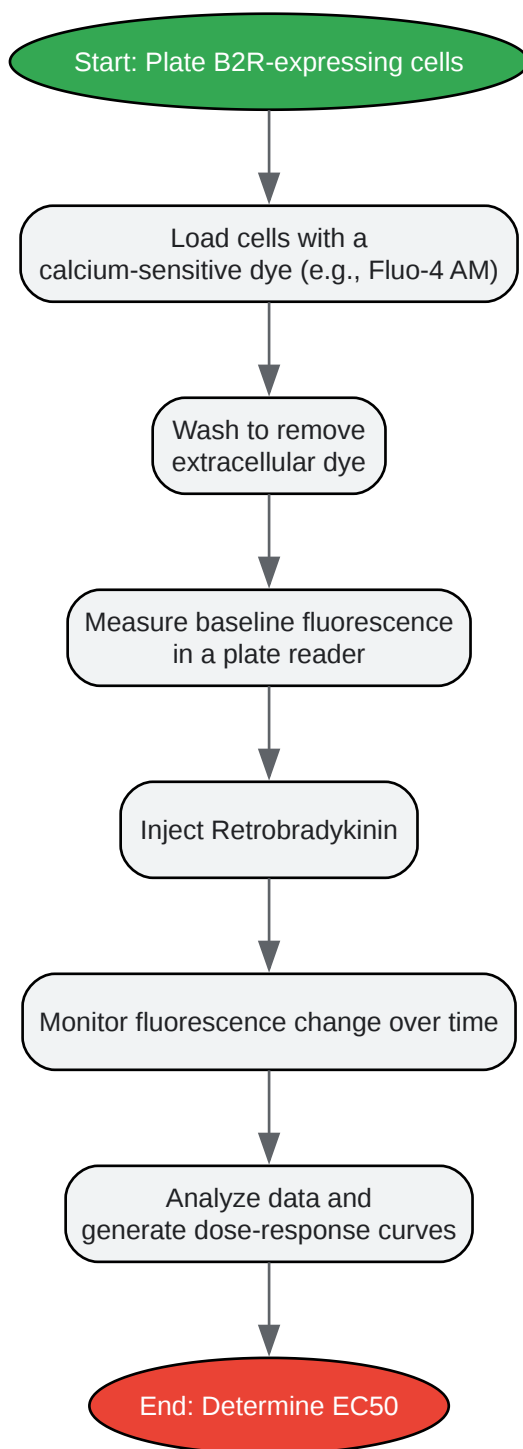 Start: Plate B2R-expressing cells
Load cells with a
calcium-sensitive dye (e.g., Fluo-4 AM)
Wash to remove
extracellular dye
Measure baseline fluorescence
in a plate reader
Inject Retrobradykinin
Monitor fluorescence change over time
Analyze data and
generate dose-response curves
End: Determine EC50